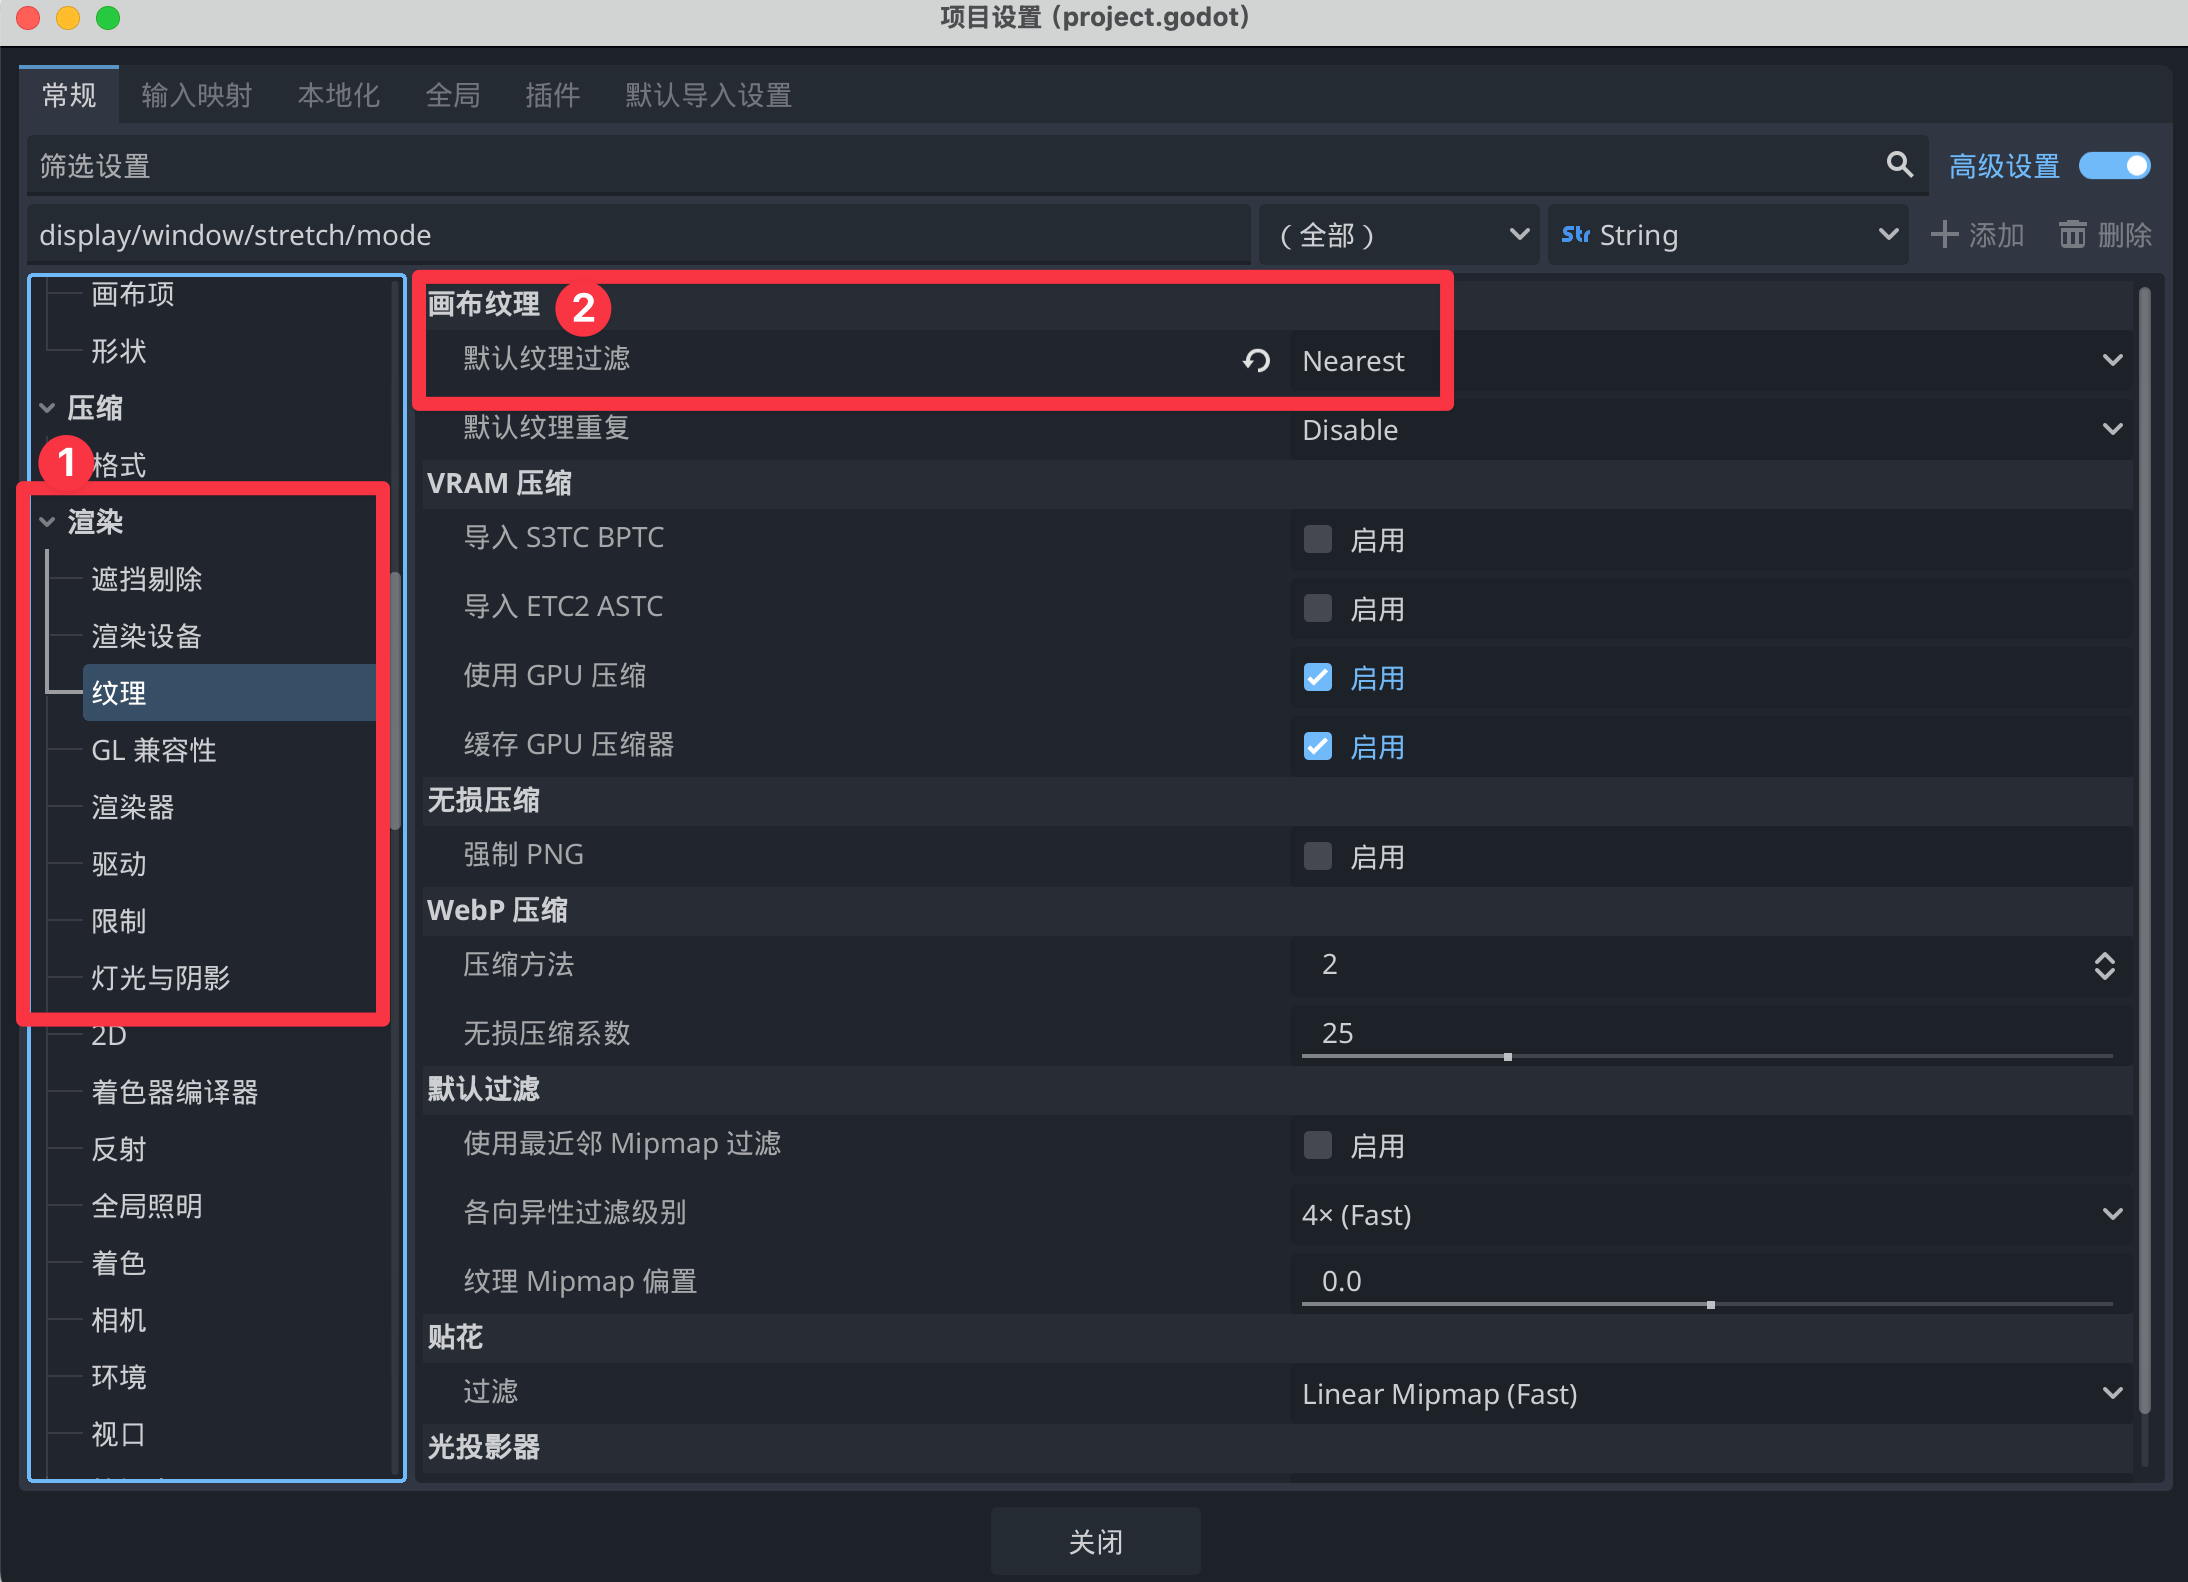 项目设置 (project.godot)
常规 输入映射 本地化 全局 插件 默认导入设置
筛选设置 高级设置
display/window/stretch/mode （全部） Str String 添加 删除
画布项
形状
压缩
1 格式
渲染
遮挡剔除
渲染设备
纹理
GL 兼容性
渲染器
驱动
限制
灯光与阴影
2D
着色器编译器
反射
全局照明
着色
相机
环境
视口
画布纹理 2
默认纹理过滤 Nearest
默认纹理重复 Disable
VRAM 压缩
导入 S3TC BPTC 启用
导入 ETC2 ASTC 启用
使用 GPU 压缩 启用
缓存 GPU 压缩器 启用
无损压缩
强制 PNG 启用
WebP 压缩
压缩方法 2
无损压缩系数 25
默认过滤
使用最近邻 Mipmap 过滤 启用
各向异性过滤级别 4× (Fast)
纹理 Mipmap 偏置 0.0
贴花
过滤 Linear Mipmap (Fast)
光投影器
关闭